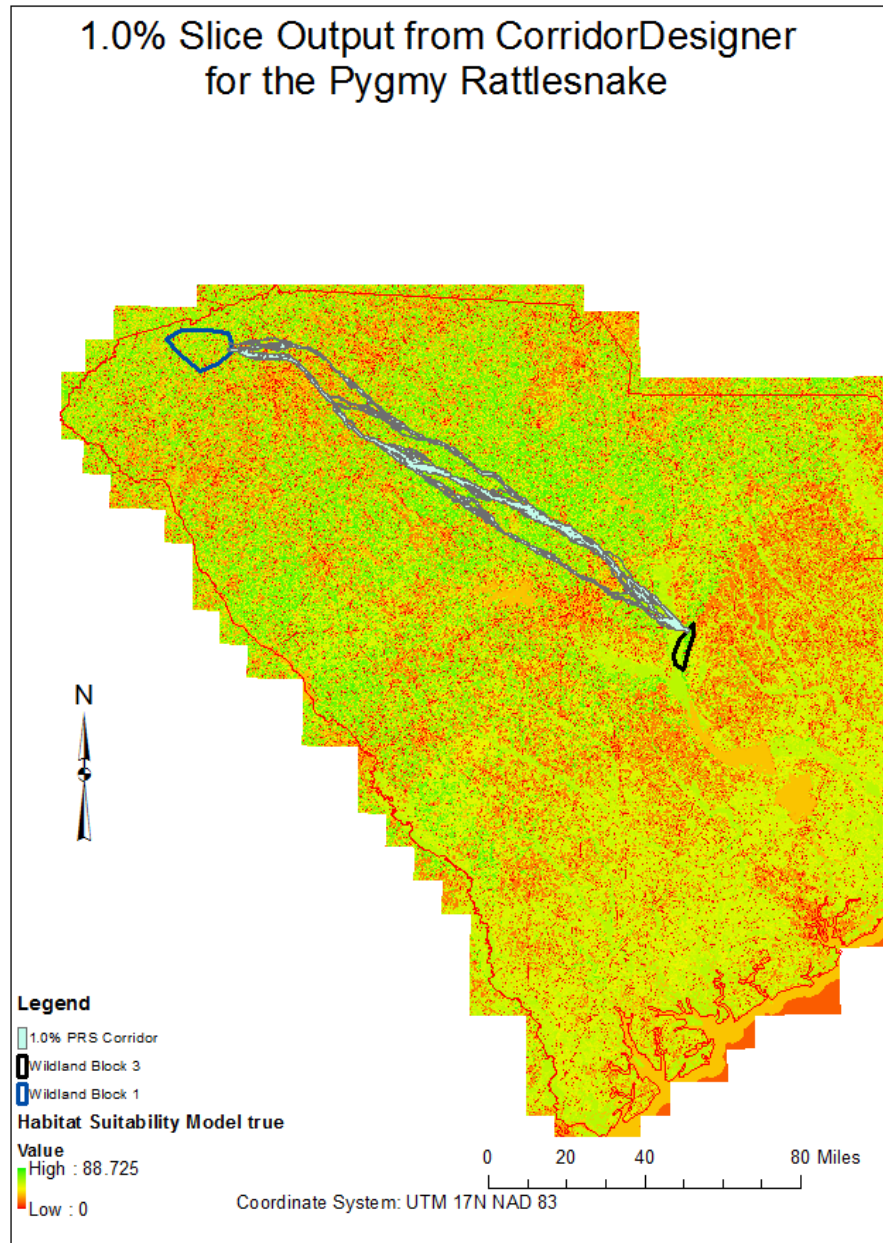 1.0% Slice Output from CorridorDesigner
for the Pygmy Rattlesnake
N
Legend
1.0% PRS Corridor
Wildland Block 3
Wildland Block 1
Habitat Suitability Model true
Value
High : 88.725
Low : 0
0 20 40 80 Miles
Coordinate System: UTM 17N NAD 83